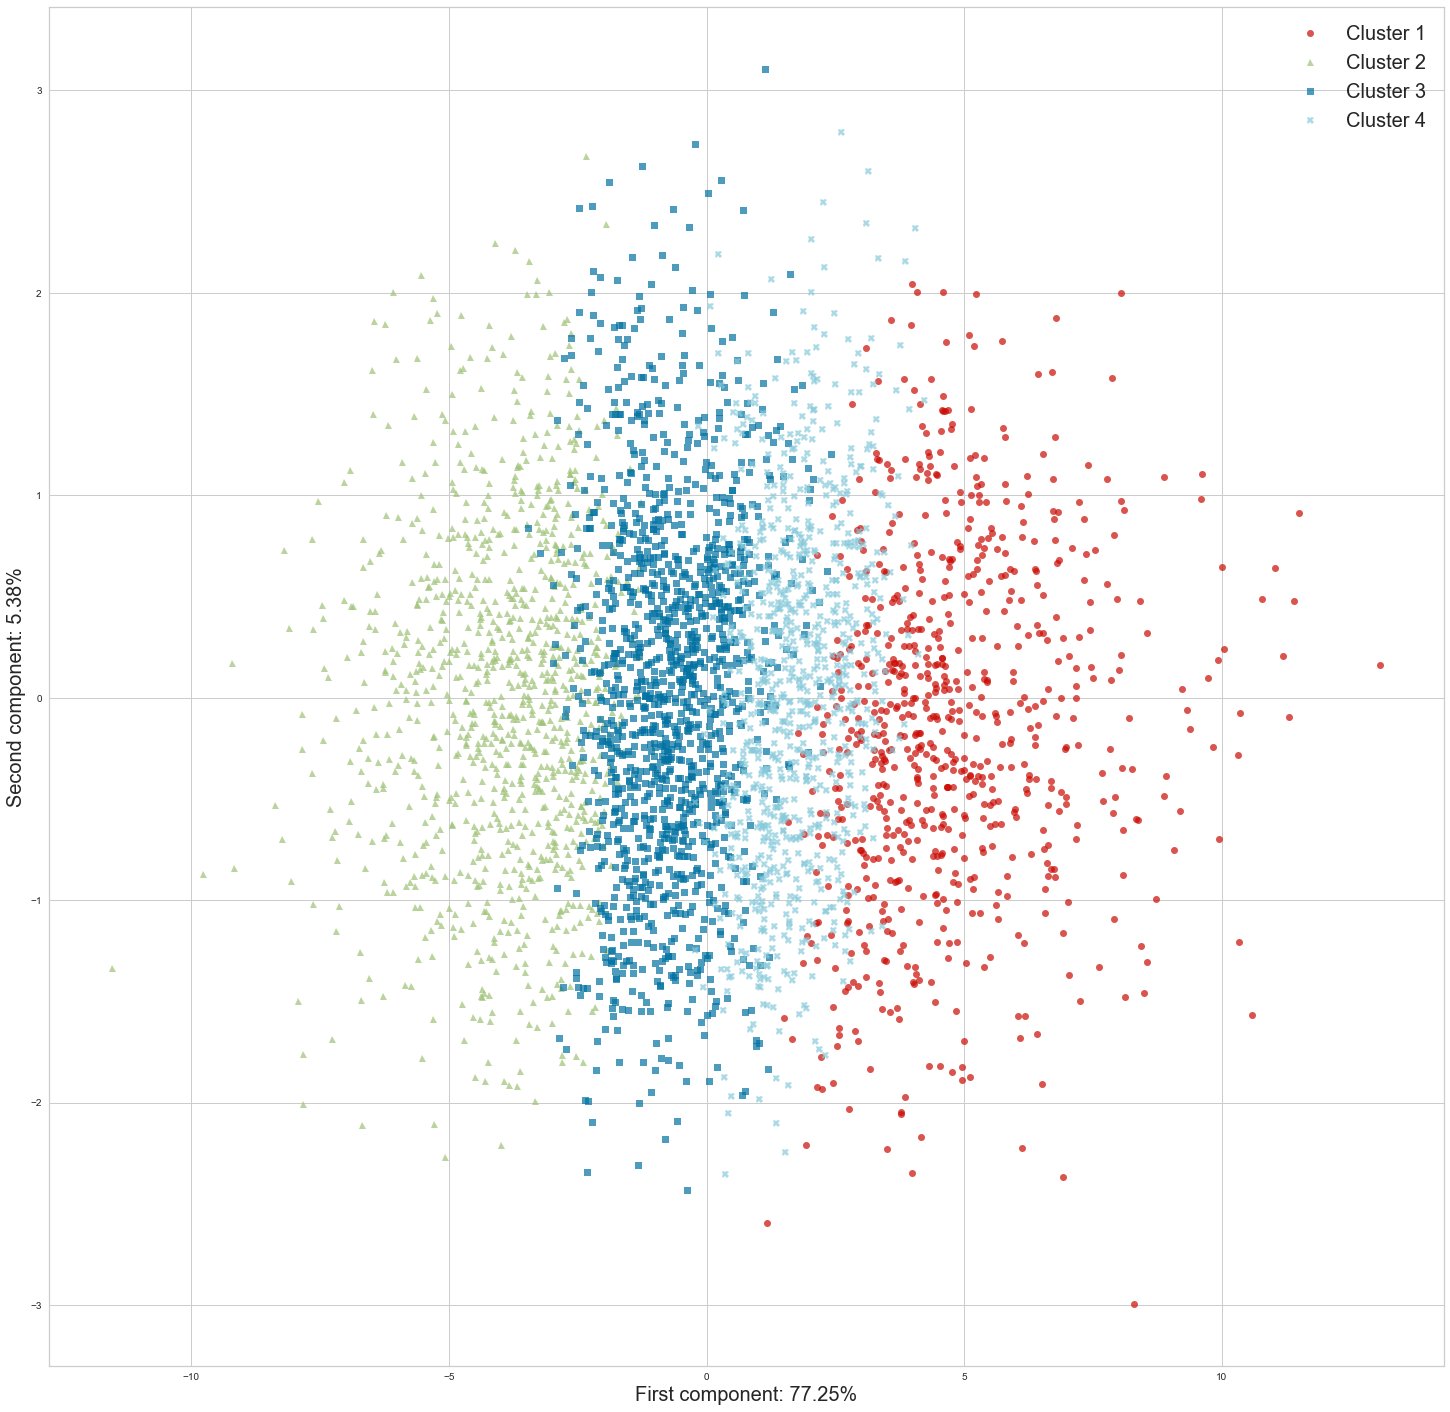 Cluster 1
Cluster 2
Cluster 3
Cluster 4
3
2
1
0
−1
−2
−3
Second component: 5.38%
−10
−5
0
5
10
First component: 77.25%